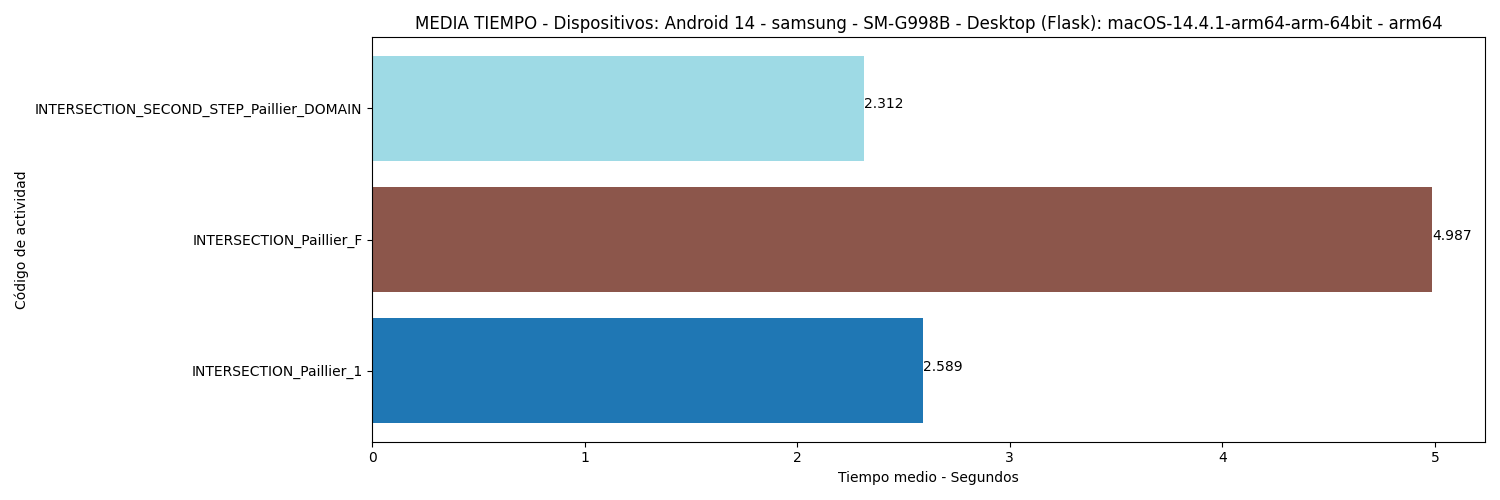 MEDIA TIEMPO - Dispositivos: Android 14 - samsung - SM-G998B - Desktop (Flask): macOS-14.4.1-arm64-arm-64bit - arm64
Código de actividad
INTERSECTION_SECOND_STEP_Paillier_DOMAIN
2.312
INTERSECTION_Paillier_F
4.987
INTERSECTION_Paillier_1
2.589
0 1 2 3 4 5
Tiempo medio - Segundos